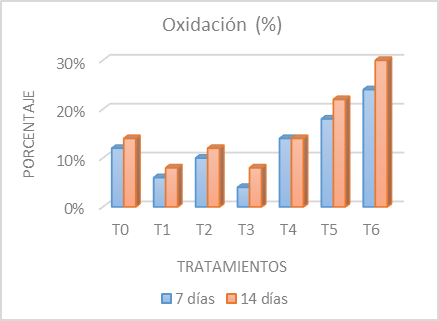 Oxidación (%)
30%
20%
10%
0%
PORCENTAJE
T0 T1 T2 T3 T4 T5 T6
TRATAMIENTOS
7 días 14 días